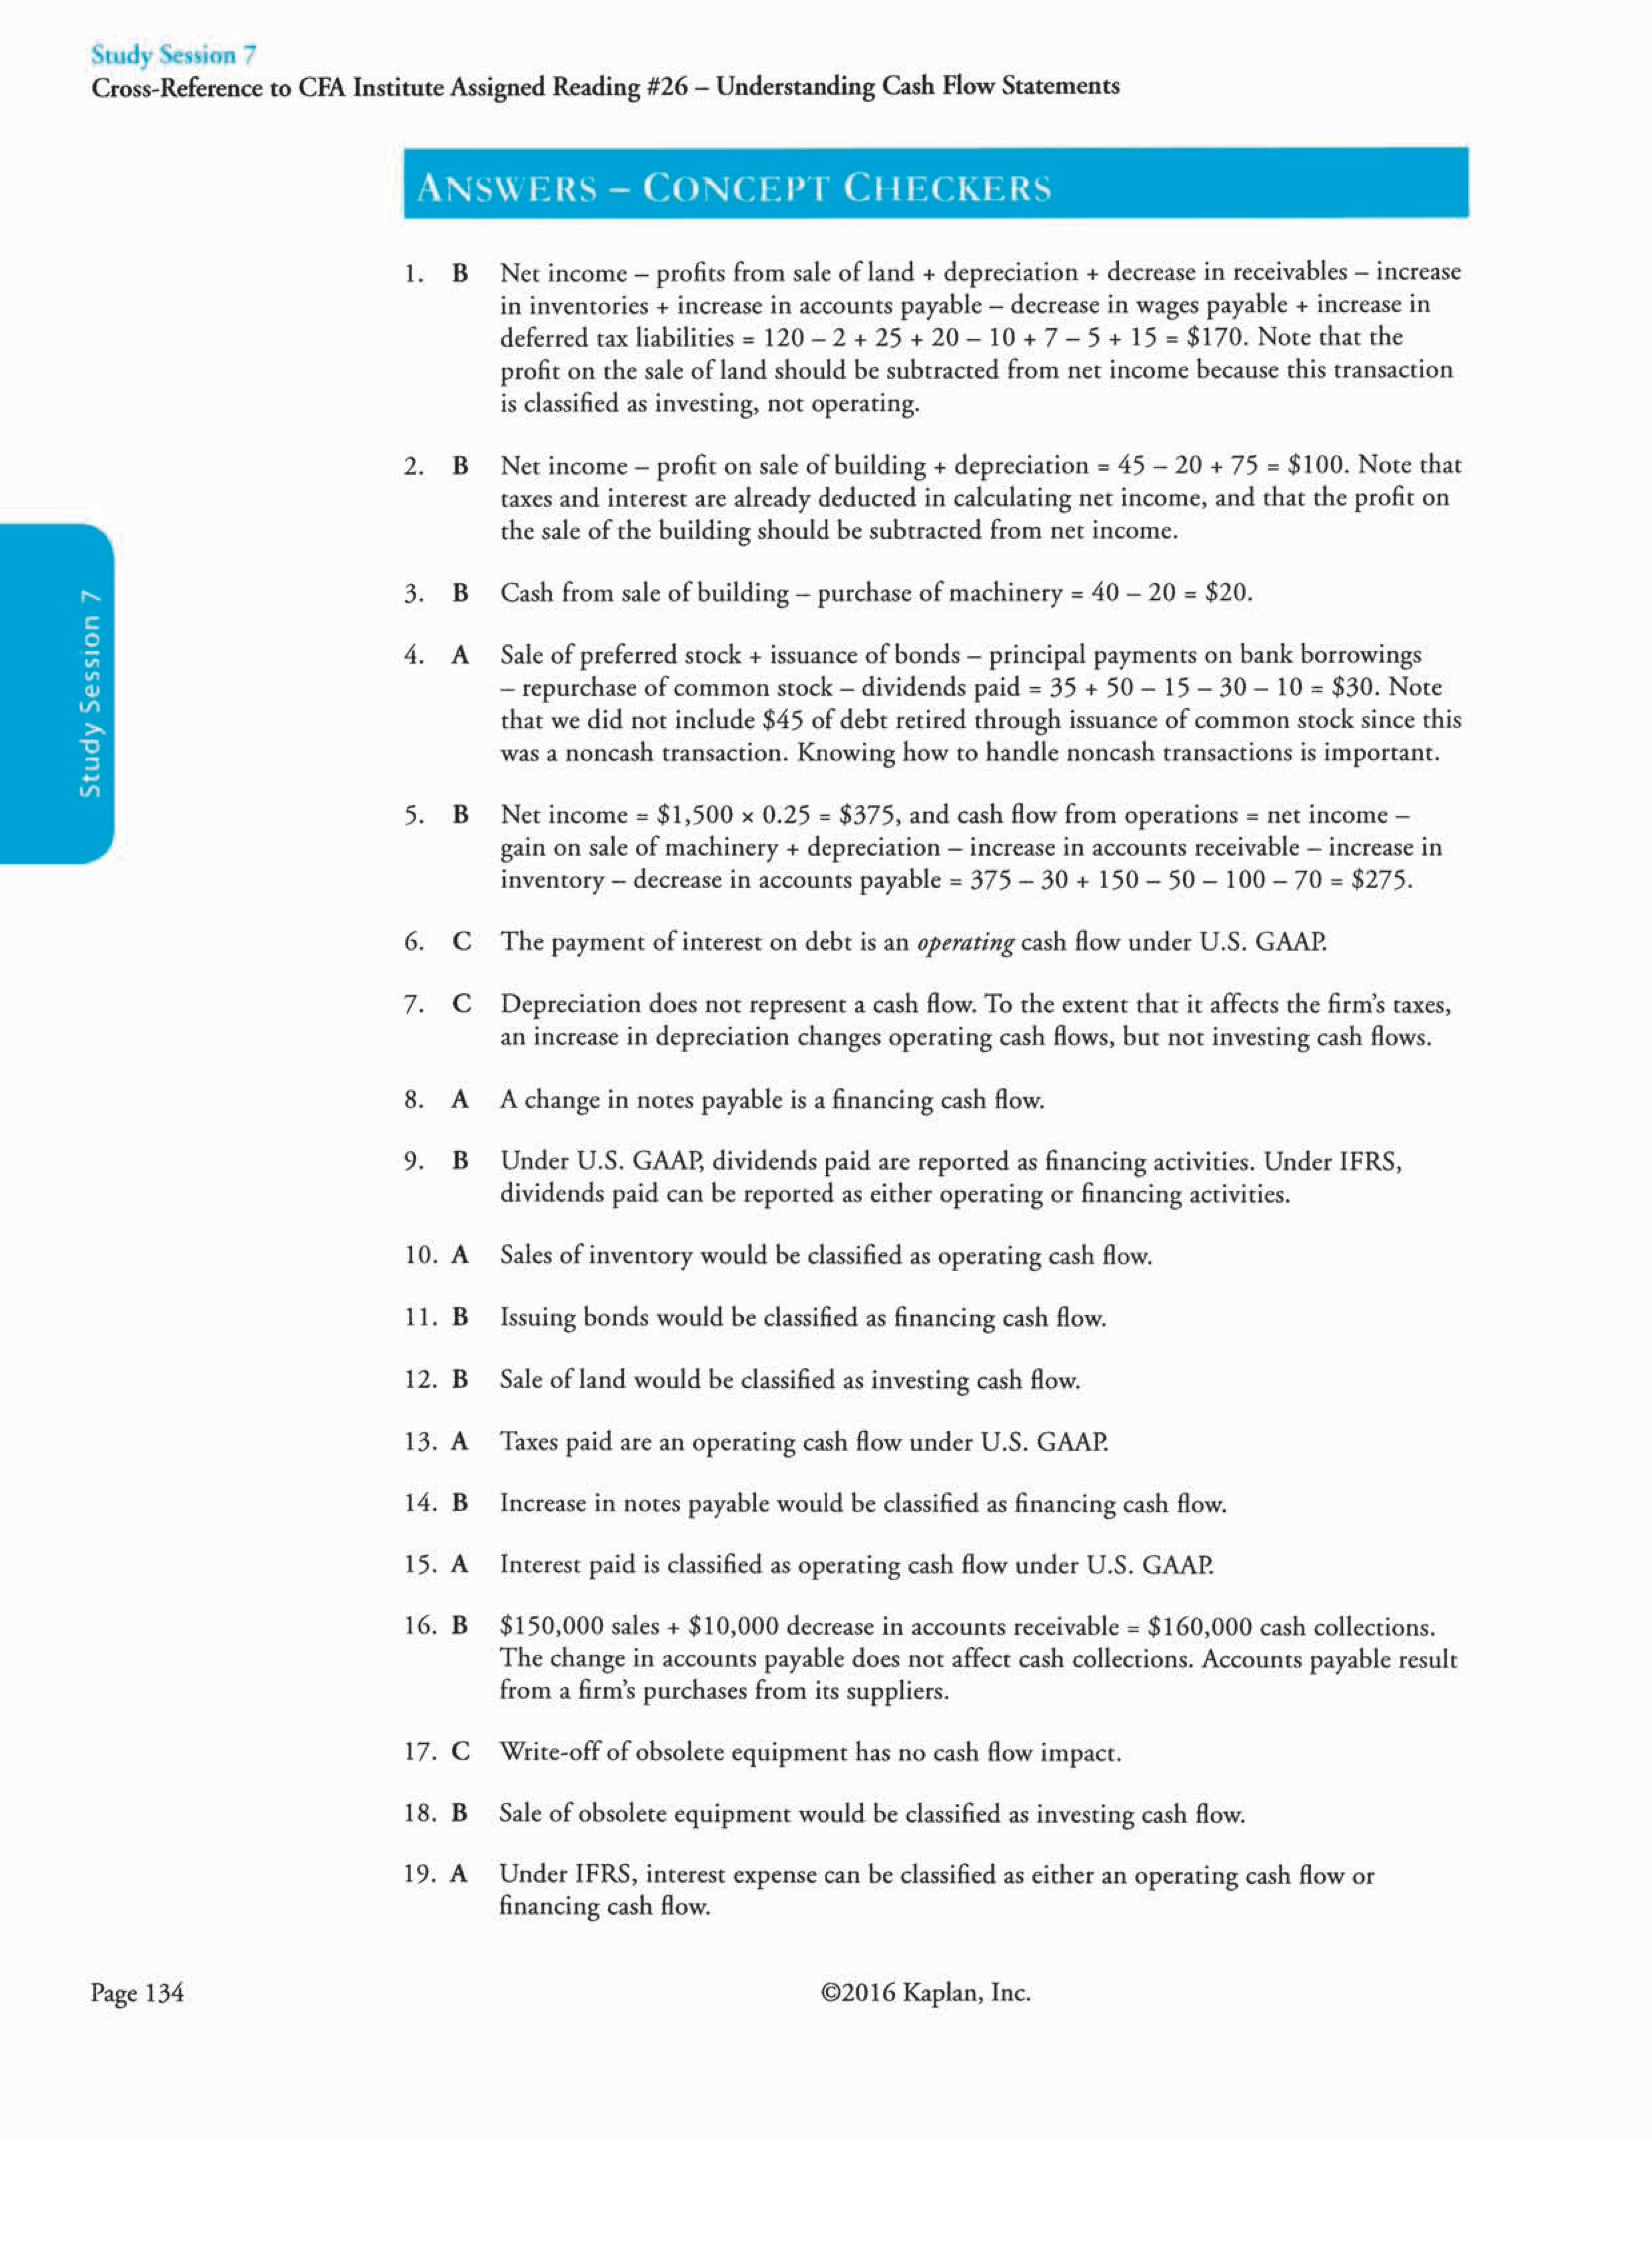 Study Session 7
Cross-Reference to CFA Institute Assigned Reading #26 – Understanding Cash Flow Statements
ANSWERS – CONCEPT CHECKERS
1. B Net income – profits from sale of land + depreciation + decrease in receivables – increase
in inventories + increase in accounts payable – decrease in wages payable + increase in
deferred tax liabilities = 120 – 2 + 25 + 20 – 10 + 7 – 5 + 15 = $170. Note that the
profit on the sale of land should be subtracted from net income because this transaction
is classified as investing, not operating.
2. B Net income – profit on sale of building + depreciation = 45 – 20 + 75 = $100. Note that
taxes and interest are already deducted in calculating net income, and that the profit on
the sale of the building should be subtracted from net income.
3. B Cash from sale of building – purchase of machinery = 40 – 20 = $20.
4. A Sale of preferred stock + issuance of bonds – principal payments on bank borrowings
– repurchase of common stock – dividends paid = 35 + 50 – 15 – 30 – 10 = $30. Note
that we did not include $45 of debt retired through issuance of common stock since this
was a noncash transaction. Knowing how to handle noncash transactions is important.
5. B Net income = $1,500 × 0.25 = $375, and cash flow from operations = net income –
gain on sale of machinery + depreciation – increase in accounts receivable – increase in
inventory – decrease in accounts payable = 375 – 30 + 150 – 50 – 100 – 70 = $275.
6. C The payment of interest on debt is an operating cash flow under U.S. GAAP.
7. C Depreciation does not represent a cash flow. To the extent that it affects the firm's taxes,
an increase in depreciation changes operating cash flows, but not investing cash flows.
8. A A change in notes payable is a financing cash flow.
9. B Under U.S. GAAP, dividends paid are reported as financing activities. Under IFRS,
dividends paid can be reported as either operating or financing activities.
10. A Sales of inventory would be classified as operating cash flow.
11. B Issuing bonds would be classified as financing cash flow.
12. B Sale of land would be classified as investing cash flow.
13. A Taxes paid are an operating cash flow under U.S. GAAP.
14. B Increase in notes payable would be classified as financing cash flow.
15. A Interest paid is classified as operating cash flow under U.S. GAAP.
16. B $150,000 sales + $10,000 decrease in accounts receivable = $160,000 cash collections.
The change in accounts payable does not affect cash collections. Accounts payable result
from a firm's purchases from its suppliers.
17. C Write-off of obsolete equipment has no cash flow impact.
18. B Sale of obsolete equipment would be classified as investing cash flow.
19. A Under IFRS, interest expense can be classified as either an operating cash flow or
financing cash flow.
Study Session 7
Page 134
©2016 Kaplan, Inc.